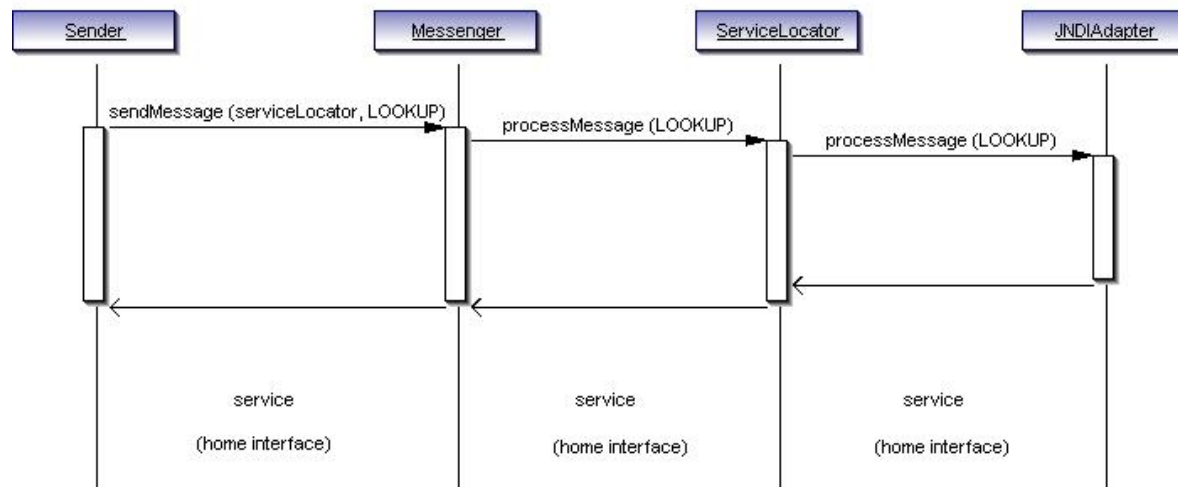 Sender
Messenger
ServiceLocator
JNDIAdapter
sendMessage (serviceLocator, LOOKUP)
processMessage (LOOKUP)
processMessage (LOOKUP)
service
(home interface)
service
(home interface)
service
(home interface)